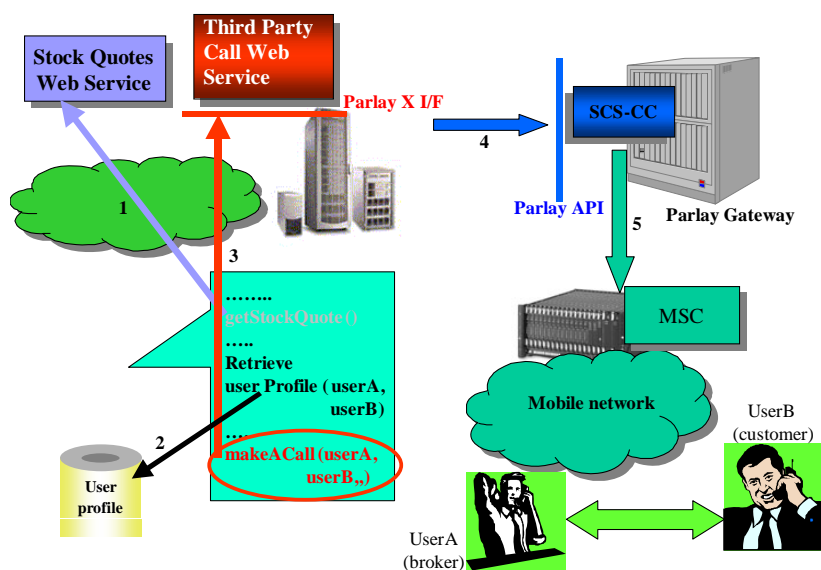 Stock Quotes
Web Service
Third Party
Call Web
Service
Parlay X I/F
4
SCS-CC
Parlay API
Parlay Gateway
1
3
5
……..
getStockQuote()
…..
Retrieve
user Profile (userA,
userB)
….
makeACall(userA,
userB,,)
2
User
profile
MSC
Mobile network
UserB
(customer)
UserA
(broker)